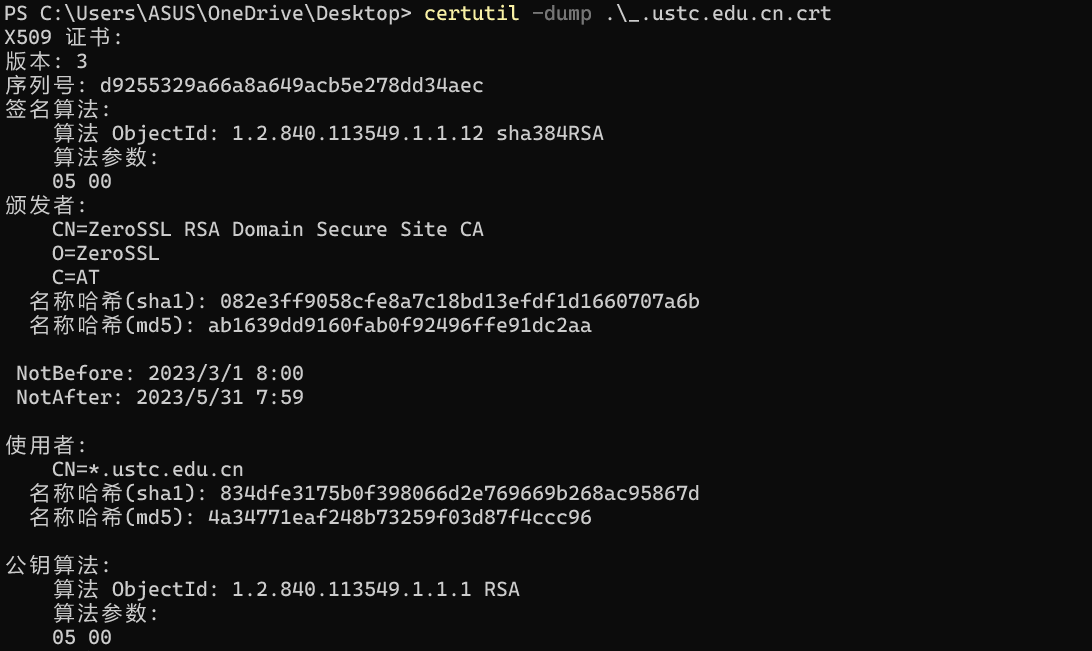 PS C:\Users\ASUS\OneDrive\Desktop> certutil -dump .\_.ustc.edu.cn.crt
X509 证书:
版本: 3
序列号: d9255329a66a8a649acb5e278dd34aec
签名算法:
    算法 ObjectId: 1.2.840.113549.1.1.12 sha384RSA
    算法参数:
    05 00
颁发者:
    CN=ZeroSSL RSA Domain Secure Site CA
    O=ZeroSSL
    C=AT
  名称哈希(sha1): 082e3ff9058cfe8a7c18bd13efdf1d1660707a6b
  名称哈希(md5): ab1639dd9160fab0f92496ffe91dc2aa
 NotBefore: 2023/3/1 8:00
 NotAfter: 2023/5/31 7:59
使用者:
    CN=*.ustc.edu.cn
  名称哈希(sha1): 834dfe3175b0f398066d2e769669b268ac95867d
  名称哈希(md5): 4a34771eaf248b73259f03d87f4ccc96
公钥算法:
    算法 ObjectId: 1.2.840.113549.1.1.1 RSA
    算法参数:
    05 00